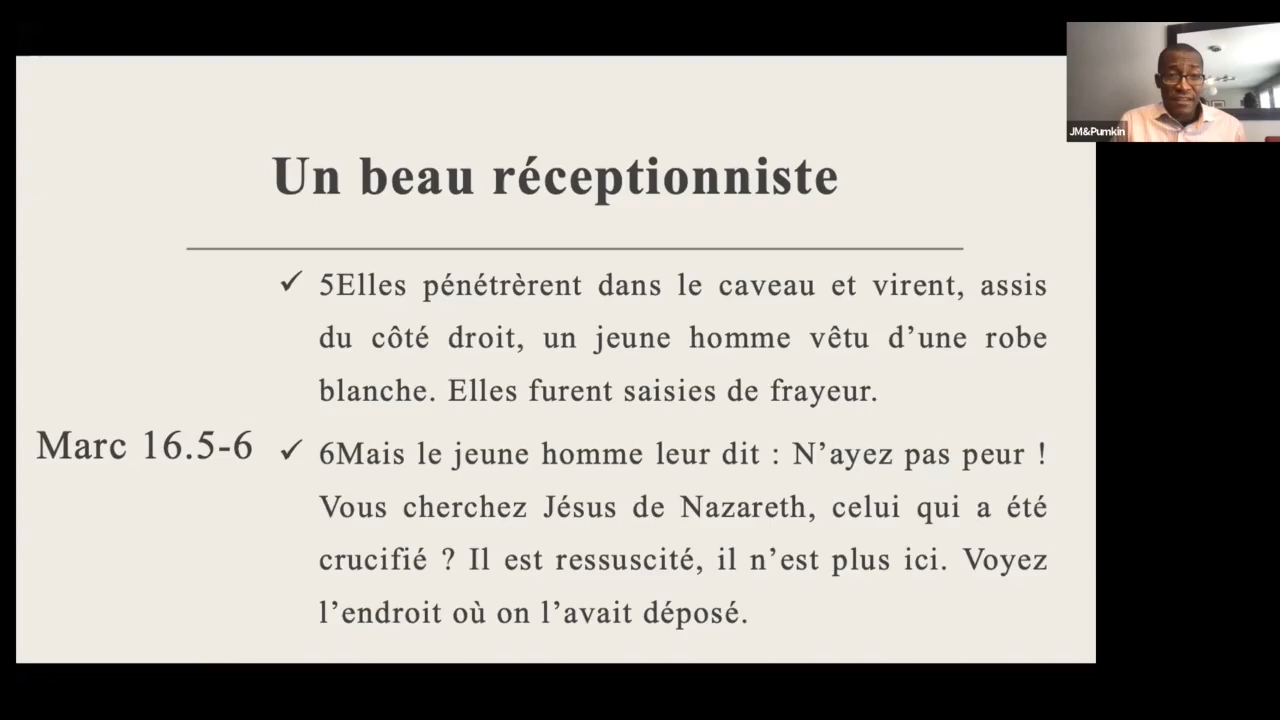 Un beau réceptionniste
Marc 16.5-6
✓ 5Elles pénétrèrent dans le caveau et virent, assis
du côté droit, un jeune homme vêtu d’une robe
blanche. Elles furent saisies de frayeur.
✓ 6Mais le jeune homme leur dit : N’ayez pas peur !
Vous cherchez Jésus de Nazareth, celui qui a été
crucifié ? Il est ressuscité, il n’est plus ici. Voyez
l’endroit où on l’avait déposé.
JM&Pumkin